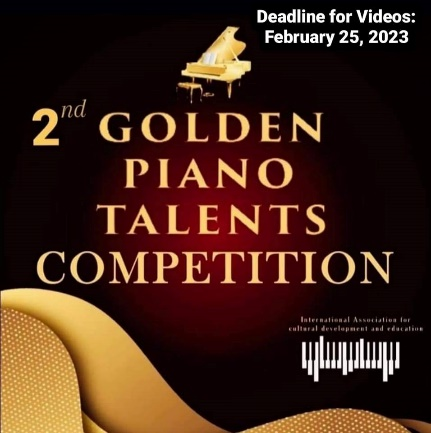 Deadline for Videos:
February 25, 2023
2nd GOLDEN
PIANO
TALENTS
COMPETITION
International Association for
cultural development and education